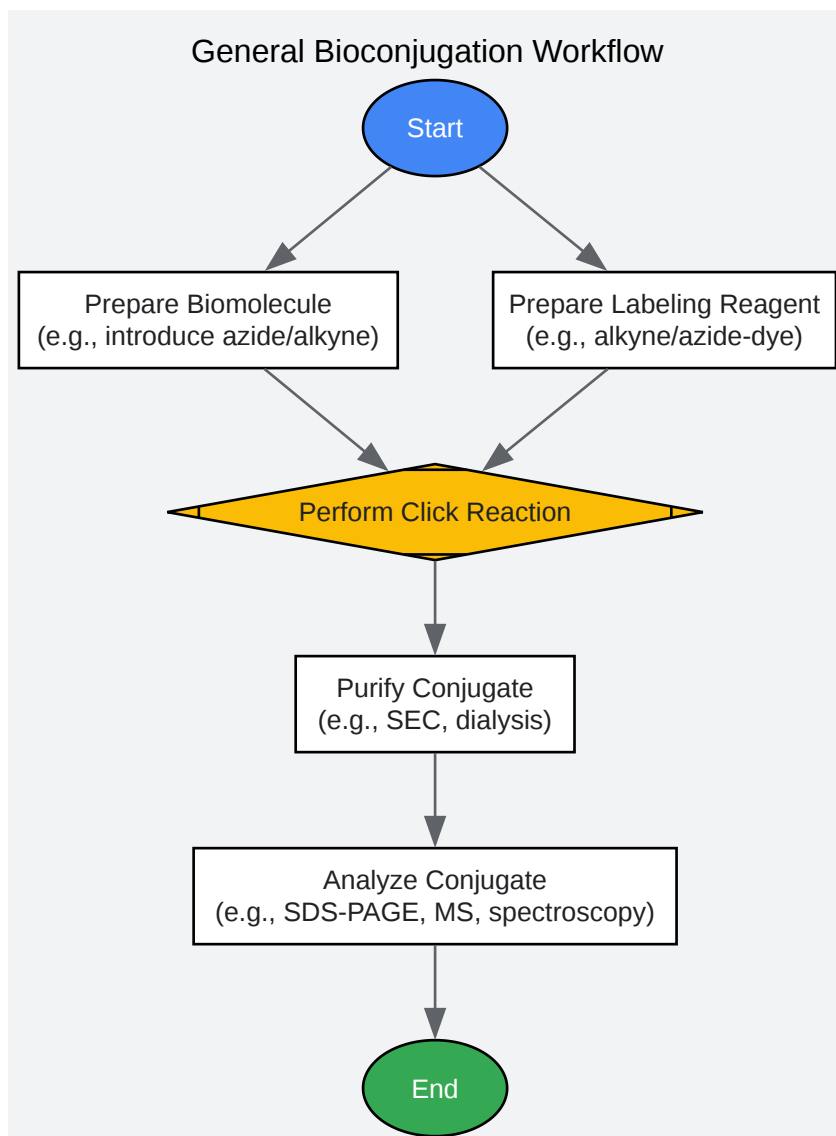 General Bioconjugation Workflow
Start
Prepare Biomolecule
(e.g., introduce azide/alkyne)
Prepare Labeling Reagent
(e.g., alkyne/azide-dye)
Perform Click Reaction
Purify Conjugate
(e.g., SEC, dialysis)
Analyze Conjugate
(e.g., SDS-PAGE, MS, spectroscopy)
End